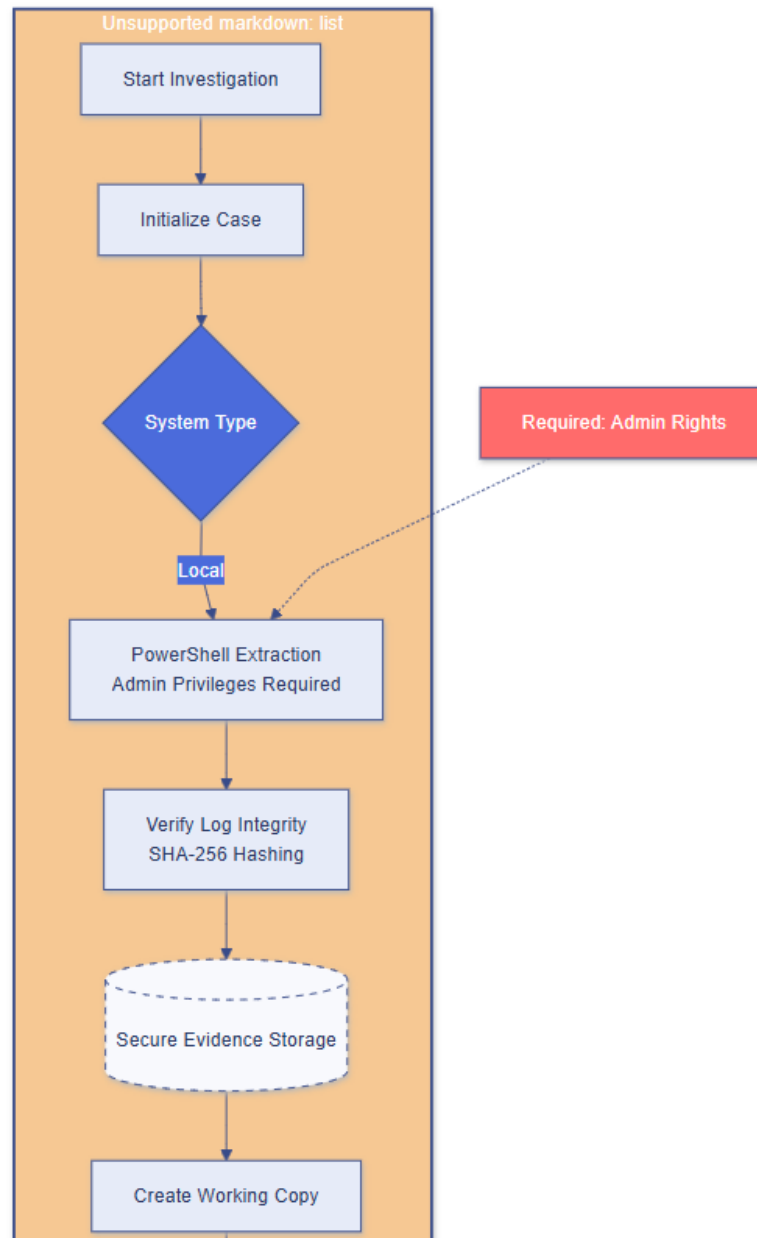 Unsupported markdown: list
Start Investigation
Initialize Case
System Type
Required: Admin Rights
Local
PowerShell Extraction
Admin Privileges Required
Verify Log Integrity
SHA-256 Hashing
Secure Evidence Storage
Create Working Copy